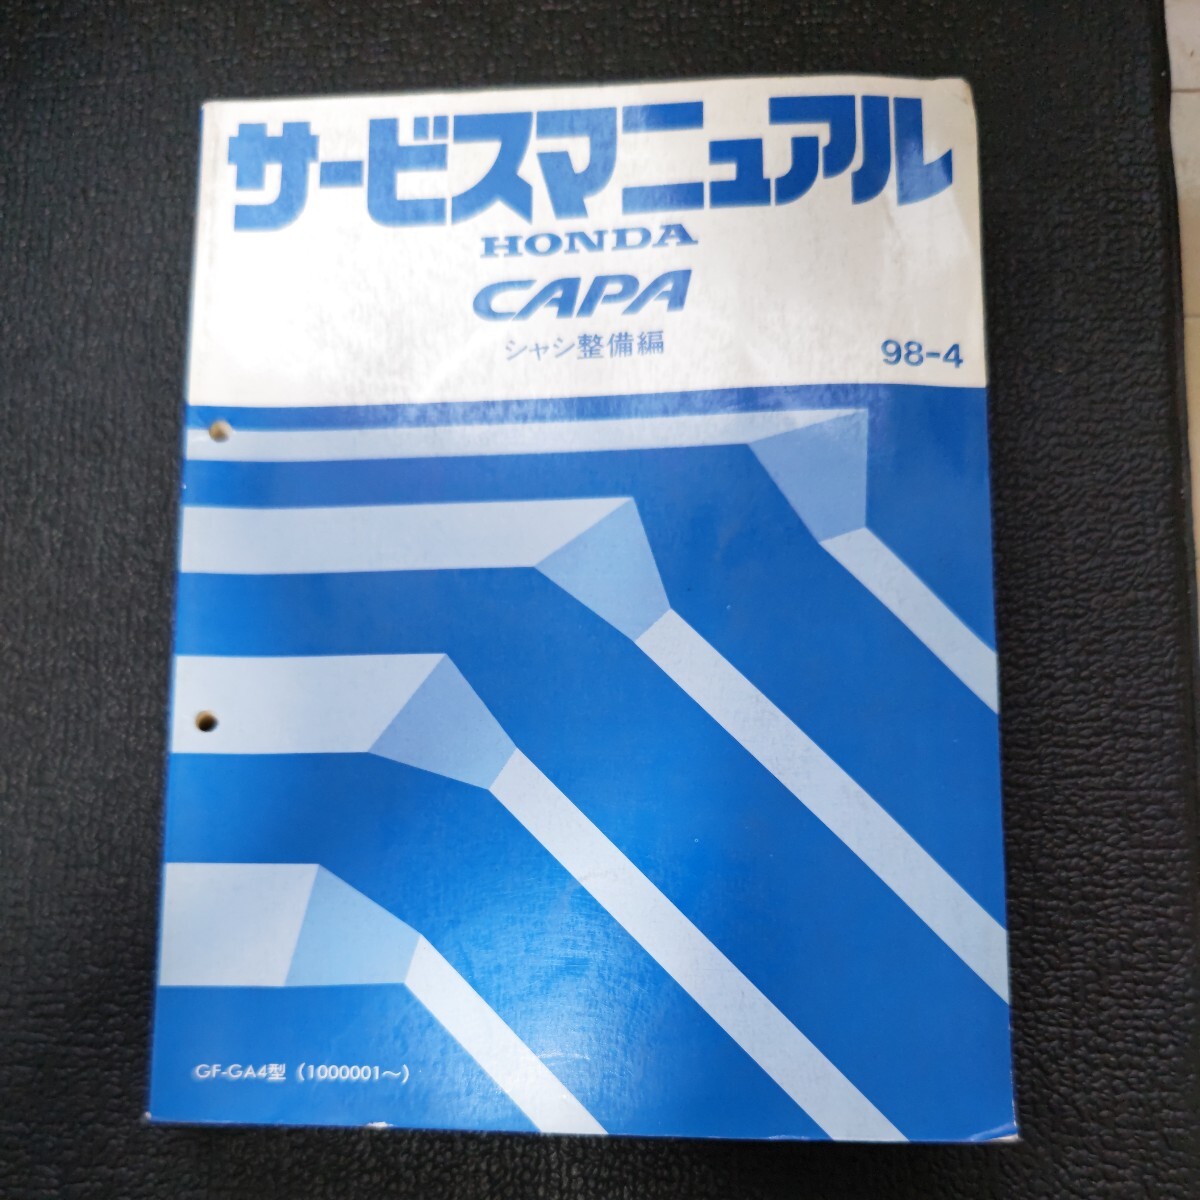 サービスマニュアル
HONDA
CAPA
シャシ整備編
98-4
GF-GA4型 (1000001～)